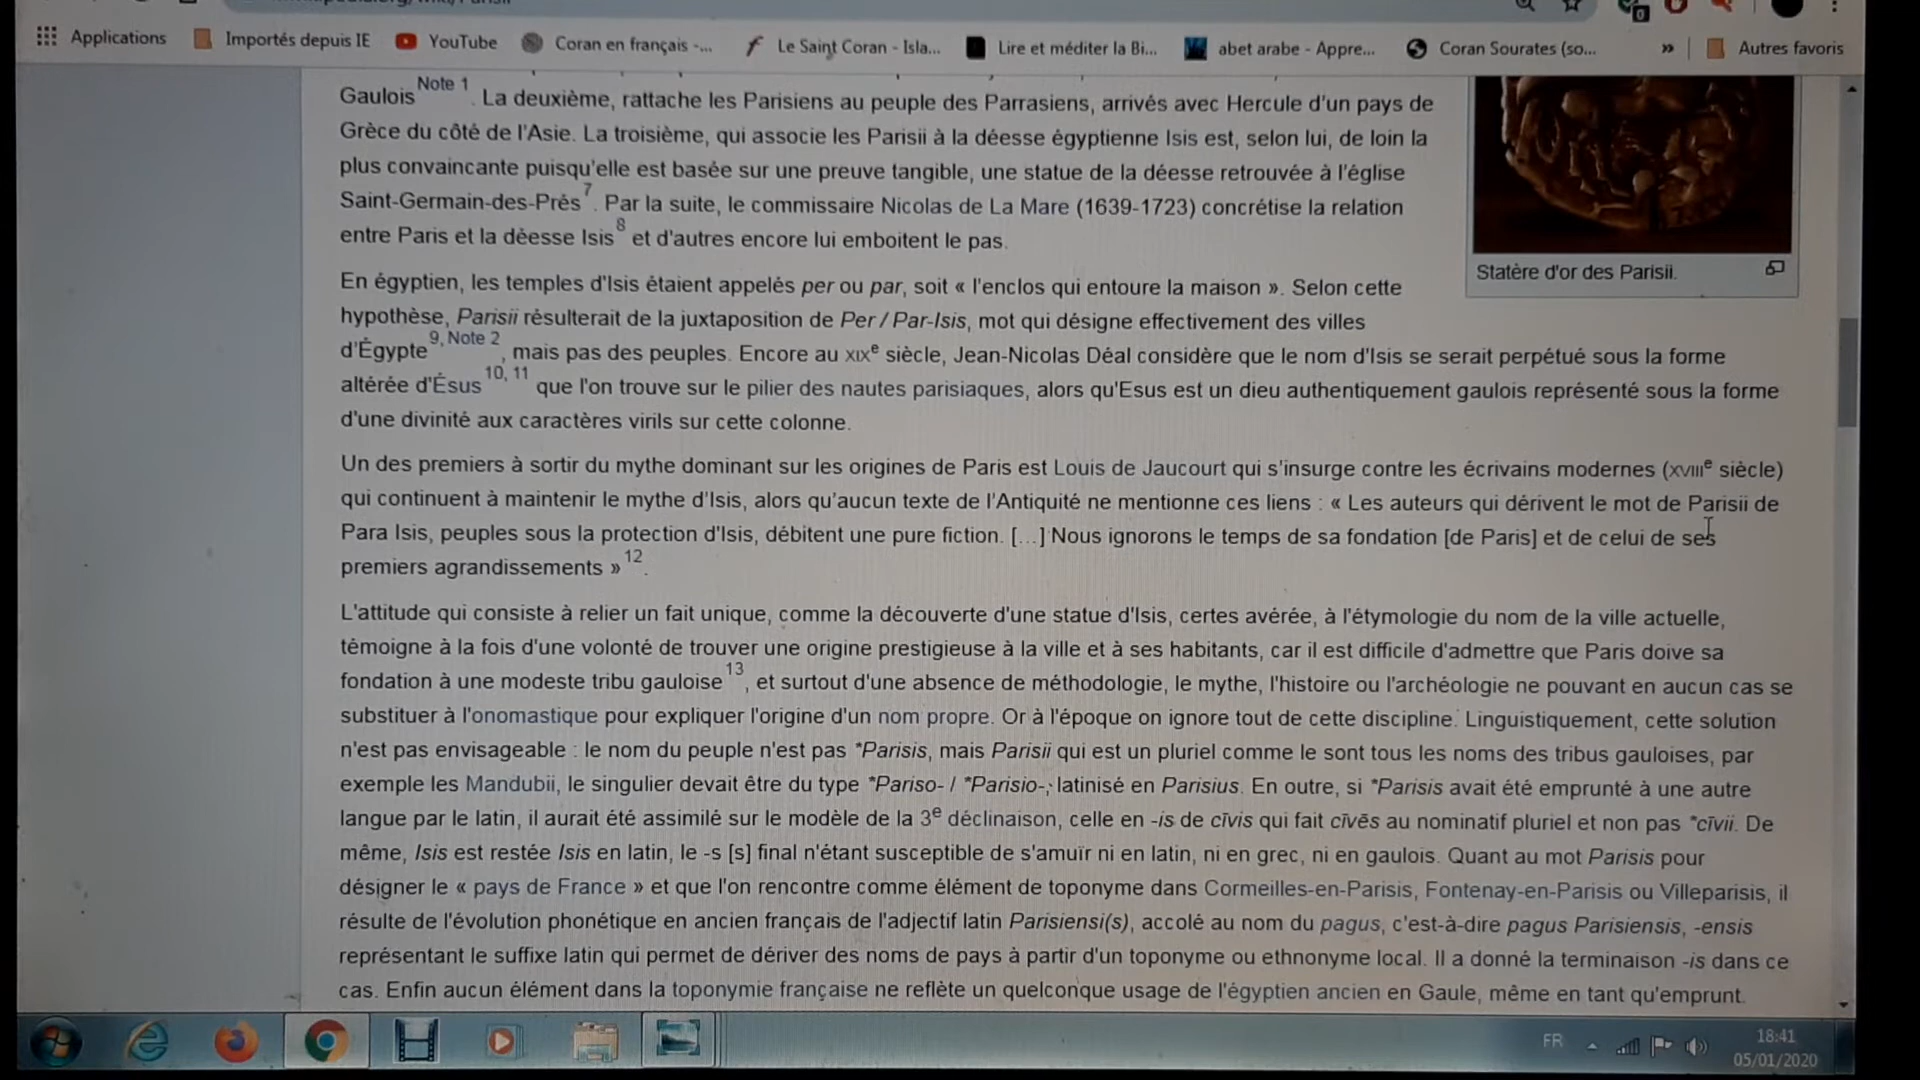 Applications
Importés depuis IE
YouTube
Coran en français -...
Le Saint Coran - Isla...
Lire et méditer la Bi...
abet arabe - Appre...
Coran Sourates (so...
»
Autres favoris
Gaulois Note 1. La deuxième, rattache les Parisiens au peuple des Parrasiens, arrivés avec Hercule d'un pays de
Grèce du côté de l'Asie. La troisième, qui associe les Parisii à la déesse égyptienne Isis est, selon lui, de loin la
plus convaincante puisqu'elle est basée sur une preuve tangible, une statue de la déesse retrouvée à l'église
Saint-Germain-des-Prés 7. Par la suite, le commissaire Nicolas de La Mare (1639-1723) concrétise la relation
entre Paris et la déesse Isis 8 et d'autres encore lui emboitent le pas.
Statère d'or des Parisii.
En égyptien, les temples d'Isis étaient appelés per ou par, soit « l'enclos qui entoure la maison ». Selon cette
hypothèse, Parisii résulterait de la juxtaposition de Per / Par-Isis, mot qui désigne effectivement des villes
d'Égypte 9, Note 2, mais pas des peuples. Encore au XIXe siècle, Jean-Nicolas Déal considère que le nom d'Isis se serait perpétué sous la forme
altérée d'Ésus 10, 11 que l'on trouve sur le pilier des nautes parisiaques, alors qu'Esus est un dieu authentiquement gaulois représenté sous la forme
d'une divinité aux caractères virils sur cette colonne.
Un des premiers à sortir du mythe dominant sur les origines de Paris est Louis de Jaucourt qui s'insurge contre les écrivains modernes (XVIIIe siècle)
qui continuent à maintenir le mythe d'Isis, alors qu'aucun texte de l'Antiquité ne mentionne ces liens : « Les auteurs qui dérivent le mot de Parisii de
Para Isis, peuples sous la protection d'Isis, débitent une pure fiction. [...] Nous ignorons le temps de sa fondation [de Paris] et de celui de ses
premiers agrandissements » 12.
L'attitude qui consiste à relier un fait unique, comme la découverte d'une statue d'Isis, certes avérée, à l'étymologie du nom de la ville actuelle,
témoigne à la fois d'une volonté de trouver une origine prestigieuse à la ville et à ses habitants, car il est difficile d'admettre que Paris doive sa
fondation à une modeste tribu gauloise 13, et surtout d'une absence de méthodologie, le mythe, l'histoire ou l'archéologie ne pouvant en aucun cas se
substituer à l'onomastique pour expliquer l'origine d'un nom propre. Or à l'époque on ignore tout de cette discipline. Linguistiquement, cette solution
n'est pas envisageable : le nom du peuple n'est pas *Parisis, mais Parisii qui est un pluriel comme le sont tous les noms des tribus gauloises, par
exemple les Mandubii, le singulier devait être du type *Pariso- / *Parisio-, latinisé en Parisius. En outre, si *Parisis avait été emprunté à une autre
langue par le latin, il aurait été assimilé sur le modèle de la 3e déclinaison, celle en -is de cīvis qui fait cīvēs au nominatif pluriel et non pas *cīvii. De
même, Isis est restée Isis en latin, le -s [s] final n'étant susceptible de s'amuïr ni en latin, ni en grec, ni en gaulois. Quant au mot Parisis pour
désigner le « pays de France » et que l'on rencontre comme élément de toponyme dans Cormeilles-en-Parisis, Fontenay-en-Parisis ou Villeparisis, il
résulte de l'évolution phonétique en ancien français de l'adjectif latin Parisiensi(s), accolé au nom du pagus, c'est-à-dire pagus Parisiensis, -ensis
représentant le suffixe latin qui permet de dériver des noms de pays à partir d'un toponyme ou ethnonyme local. Il a donné la terminaison -is dans ce
cas. Enfin aucun élément dans la toponymie française ne reflète un quelconque usage de l'égyptien ancien en Gaule, même en tant qu'emprunt.
FR
18:41
05/01/2020